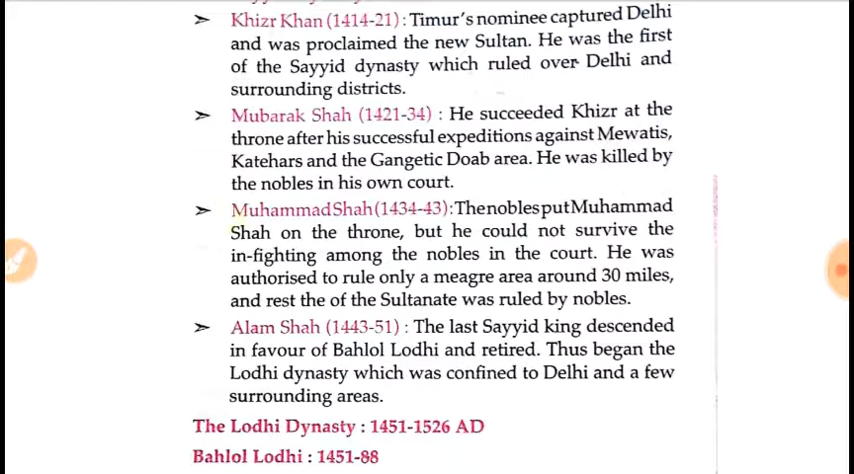 ➢ Khizr Khan (1414-21) : Timur's nominee captured Delhi
and was proclaimed the new Sultan. He was the first
of the Sayyid dynasty which ruled over Delhi and
surrounding districts.
➢ Mubarak Shah (1421-34) : He succeeded Khizr at the
throne after his successful expeditions against Mewatis,
Katehars and the Gangetic Doab area. He was killed by
the nobles in his own court.
➢ Muhammad Shah (1434-43) : The nobles put Muhammad
Shah on the throne, but he could not survive the
in-fighting among the nobles in the court. He was
authorised to rule only a meagre area around 30 miles,
and rest the of the Sultanate was ruled by nobles.
➢ Alam Shah (1443-51) : The last Sayyid king descended
in favour of Bahlol Lodhi and retired. Thus began the
Lodhi dynasty which was confined to Delhi and a few
surrounding areas.
The Lodhi Dynasty : 1451-1526 AD
Bahlol Lodhi : 1451-88